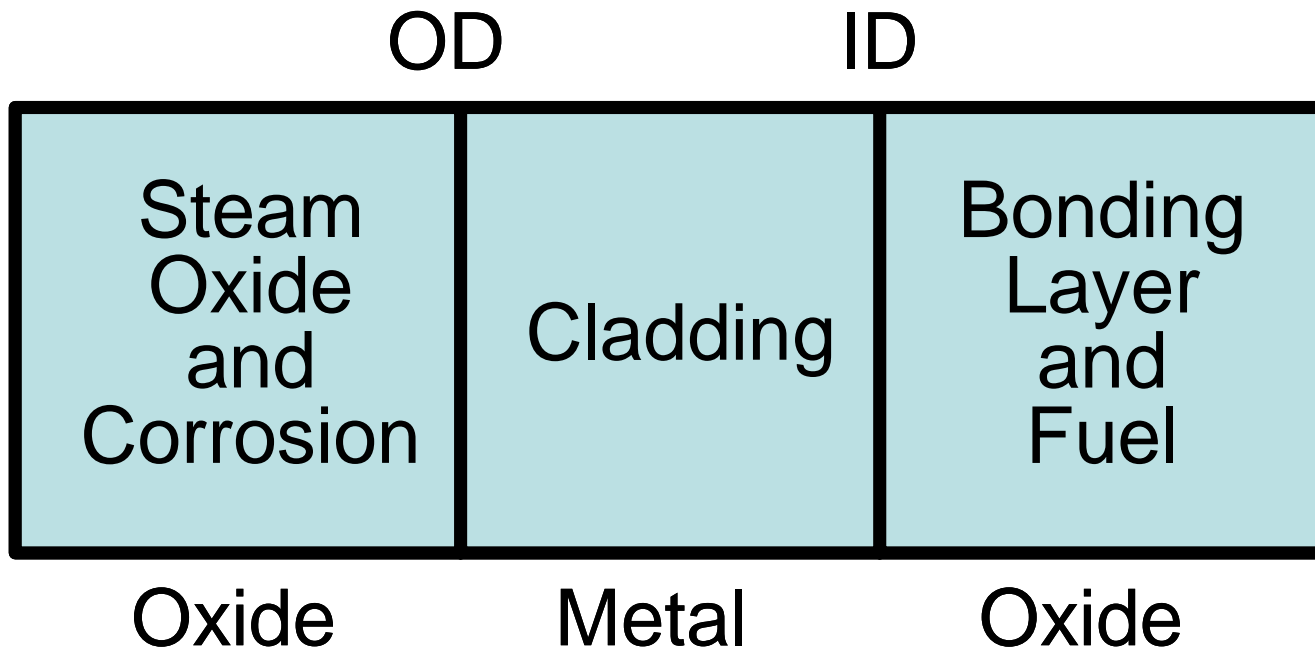 OD ID
Steam
Oxide
and
Corrosion
Cladding
Bonding
Layer
and
Fuel
Oxide Metal Oxide